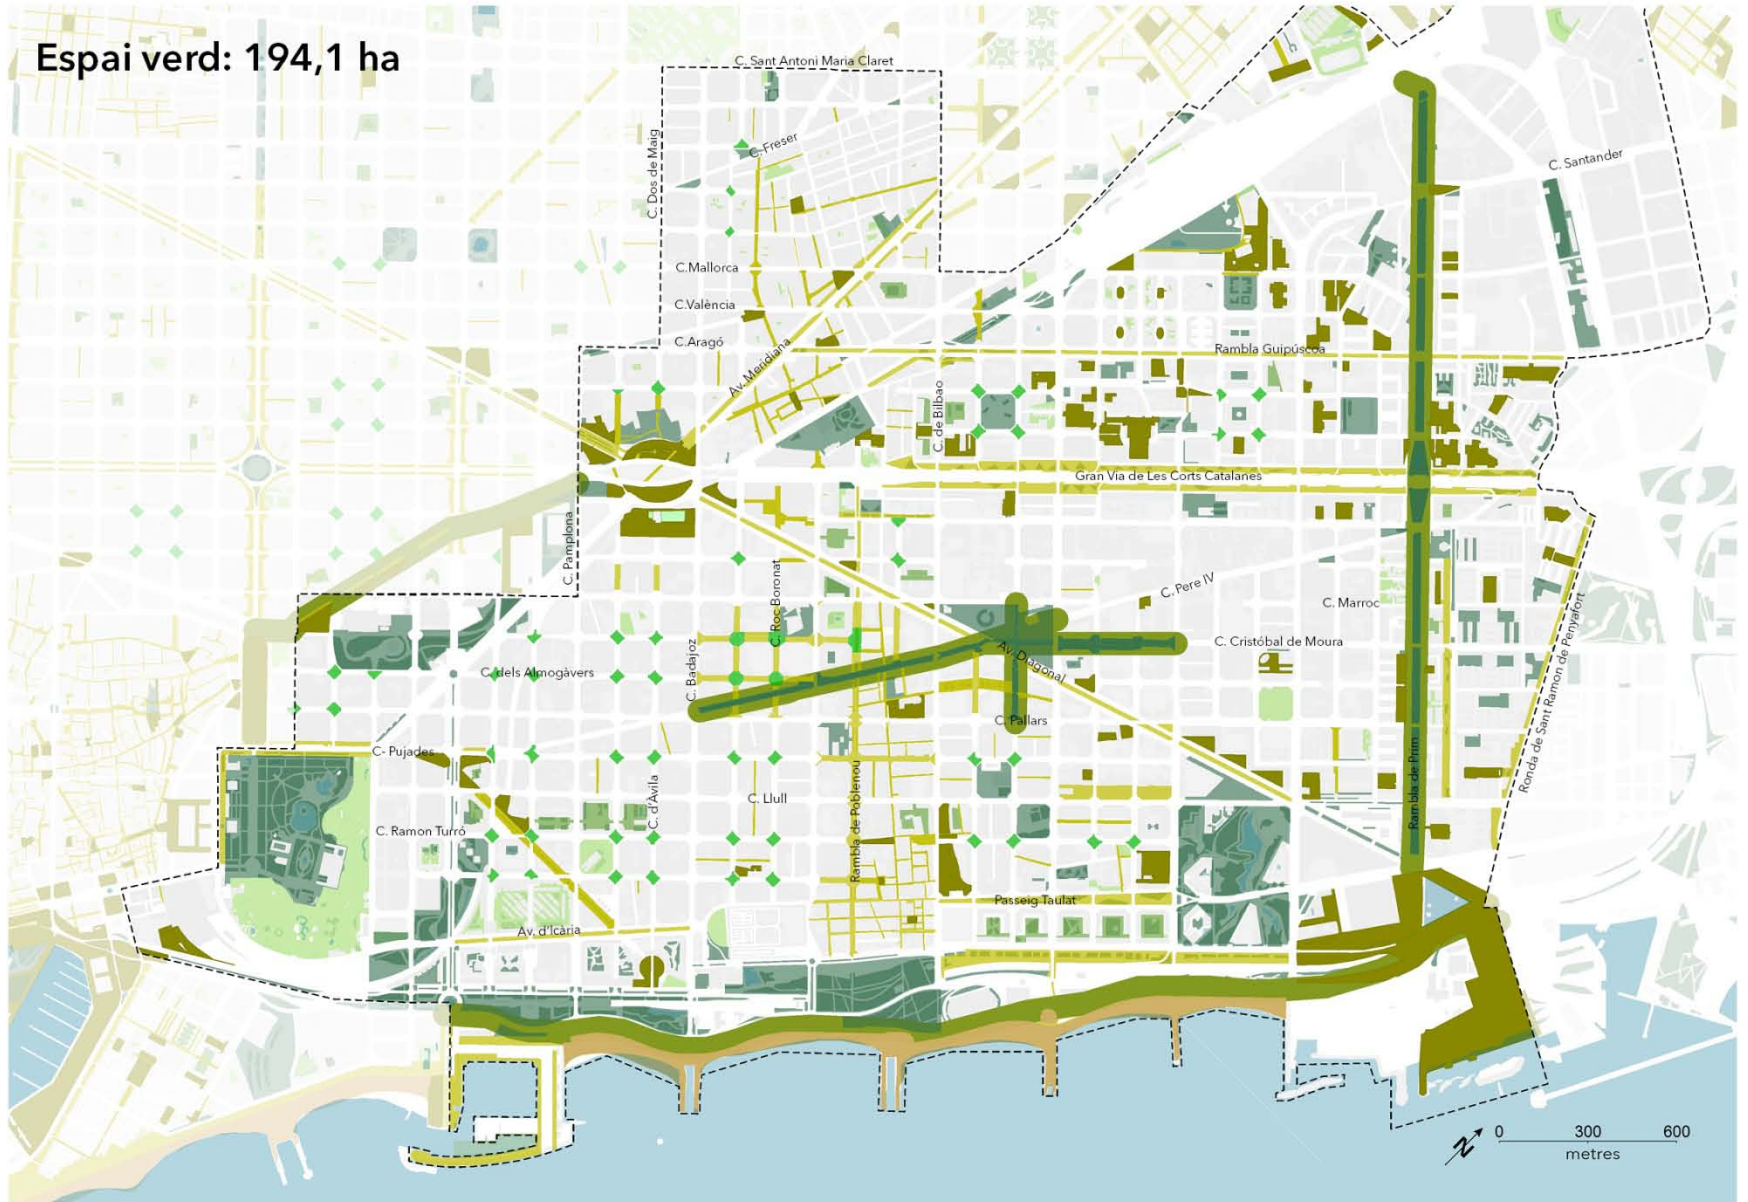 Espai verd: 194,1 ha
C. Sant Antoni Maria Claret
C. Freser
C. Dos de Maig
C. Santander
C.Mallorca
C.València
C.Aragó
Av. Meridiana
Rambla Guipúscoa
C. de Bilbao
Gran Via de Les Corts Catalanes
C. Pamplona
C. Roc Boronat
C. Pere IV
C. Marroc
C. Cristóbal de Moura
C. Badajoz
Av. Diagonal
C. dels Almogàvers
C. Pallars
Ronda de Sant Ramon de Penyafort
C- Pujades
Rambla de Prim
C. d'Àvila
C. Llull
Rambla de Poblenou
C. Ramon Turró
Passeig Taulat
Av. d'Icària
N
0 300 600
metres